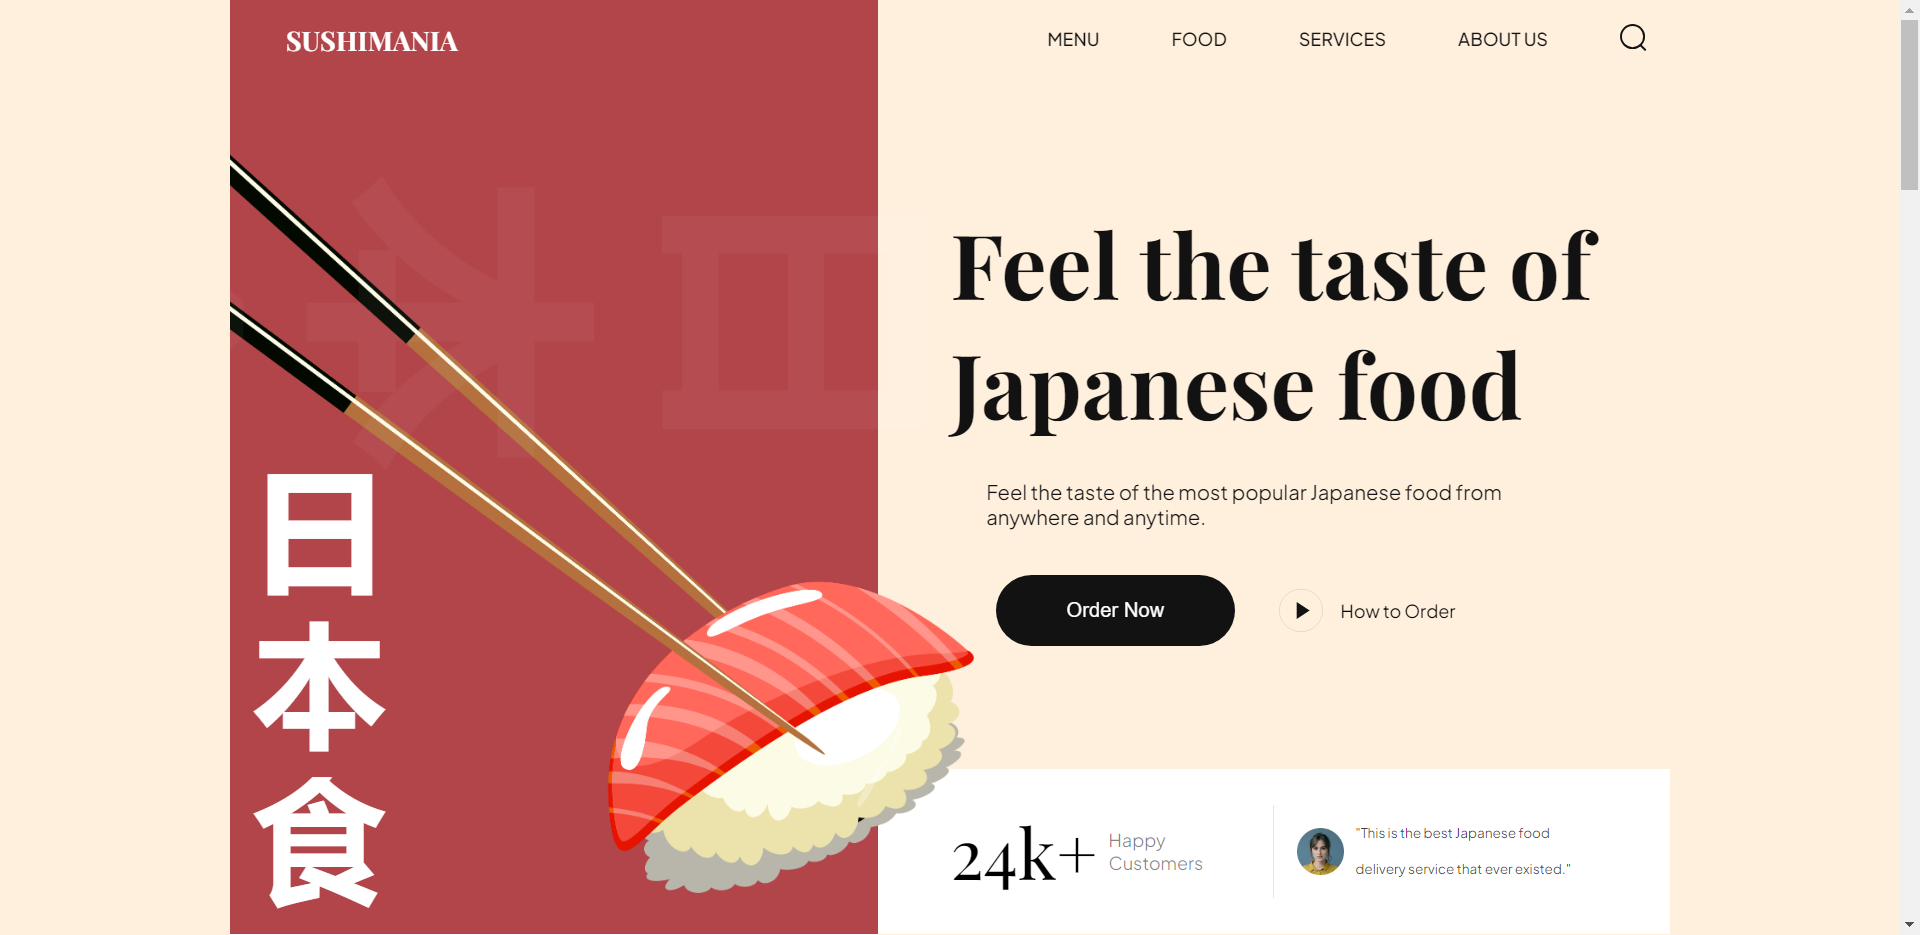 SUSHIMANIA
MENU FOOD SERVICES ABOUT US
Feel the taste of
Japanese food
Feel the taste of the most popular Japanese food from
anywhere and anytime.
Order Now
How to Order
日
本
食
24k+
Happy
Customers
"This is the best Japanese food
delivery service that ever existed."